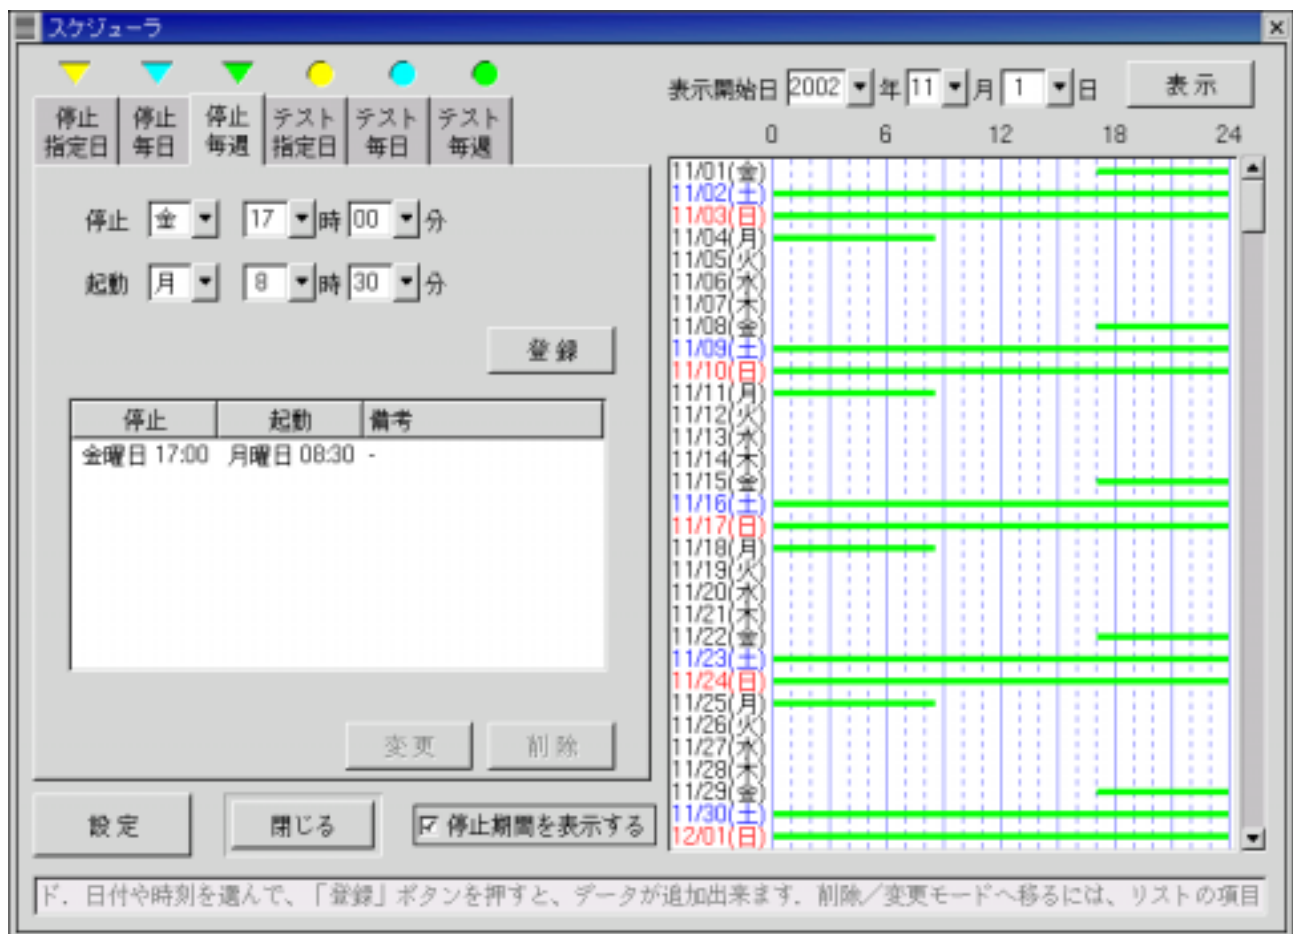 スケジューラ
停止
指定日
停止
毎日
停止
毎週
テスト
指定日
テスト
毎日
テスト
毎週
停止 金 17 時 00 分
起動 月 8 時 30 分
登録
停止 起動 備考
金曜日 17:00 月曜日 08:30 -
変更 削除
設定 閉じる 停止期間を表示する
表示開始日 2002 年 11 月 1 日 表示
0 6 12 18 24
11/01(金)
11/02(土)
11/03(日)
11/04(月)
11/05(火)
11/06(水)
11/07(木)
11/08(金)
11/09(土)
11/10(日)
11/11(月)
11/12(火)
11/13(水)
11/14(木)
11/15(金)
11/16(土)
11/17(日)
11/18(月)
11/19(火)
11/20(水)
11/21(木)
11/22(金)
11/23(土)
11/24(日)
11/25(月)
11/26(火)
11/27(水)
11/28(木)
11/29(金)
11/30(土)
12/01(日)
ド．日付や時刻を選んで、「登録」ボタンを押すと、データが追加出来ます．削除／変更モードへ移るには、リストの項目